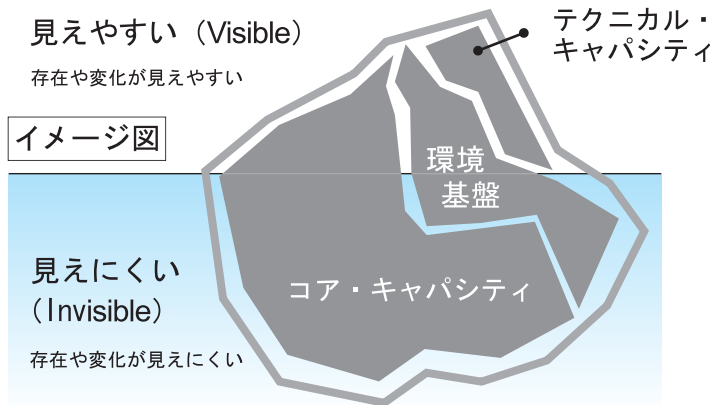 見えやすい（Visible）
存在や変化が見えやすい
テクニカル・
キャパシティ
イメージ図
環境
基盤
見えにくい
（Invisible）
コア・キャパシティ
存在や変化が見えにくい